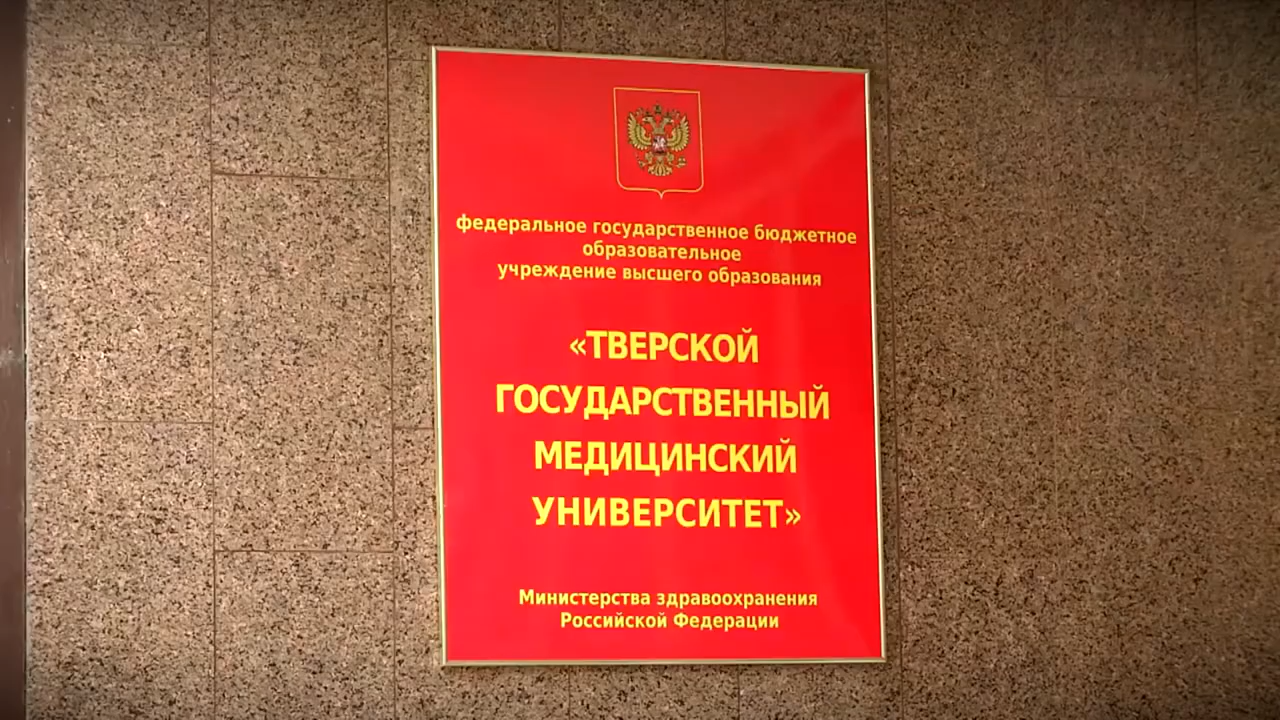 федеральное государственное бюджетное
образовательное
учреждение высшего образования
«ТВЕРСКОЙ
ГОСУДАРСТВЕННЫЙ
МЕДИЦИНСКИЙ
УНИВЕРСИТЕТ»
Министерства здравоохранения
Российской Федерации